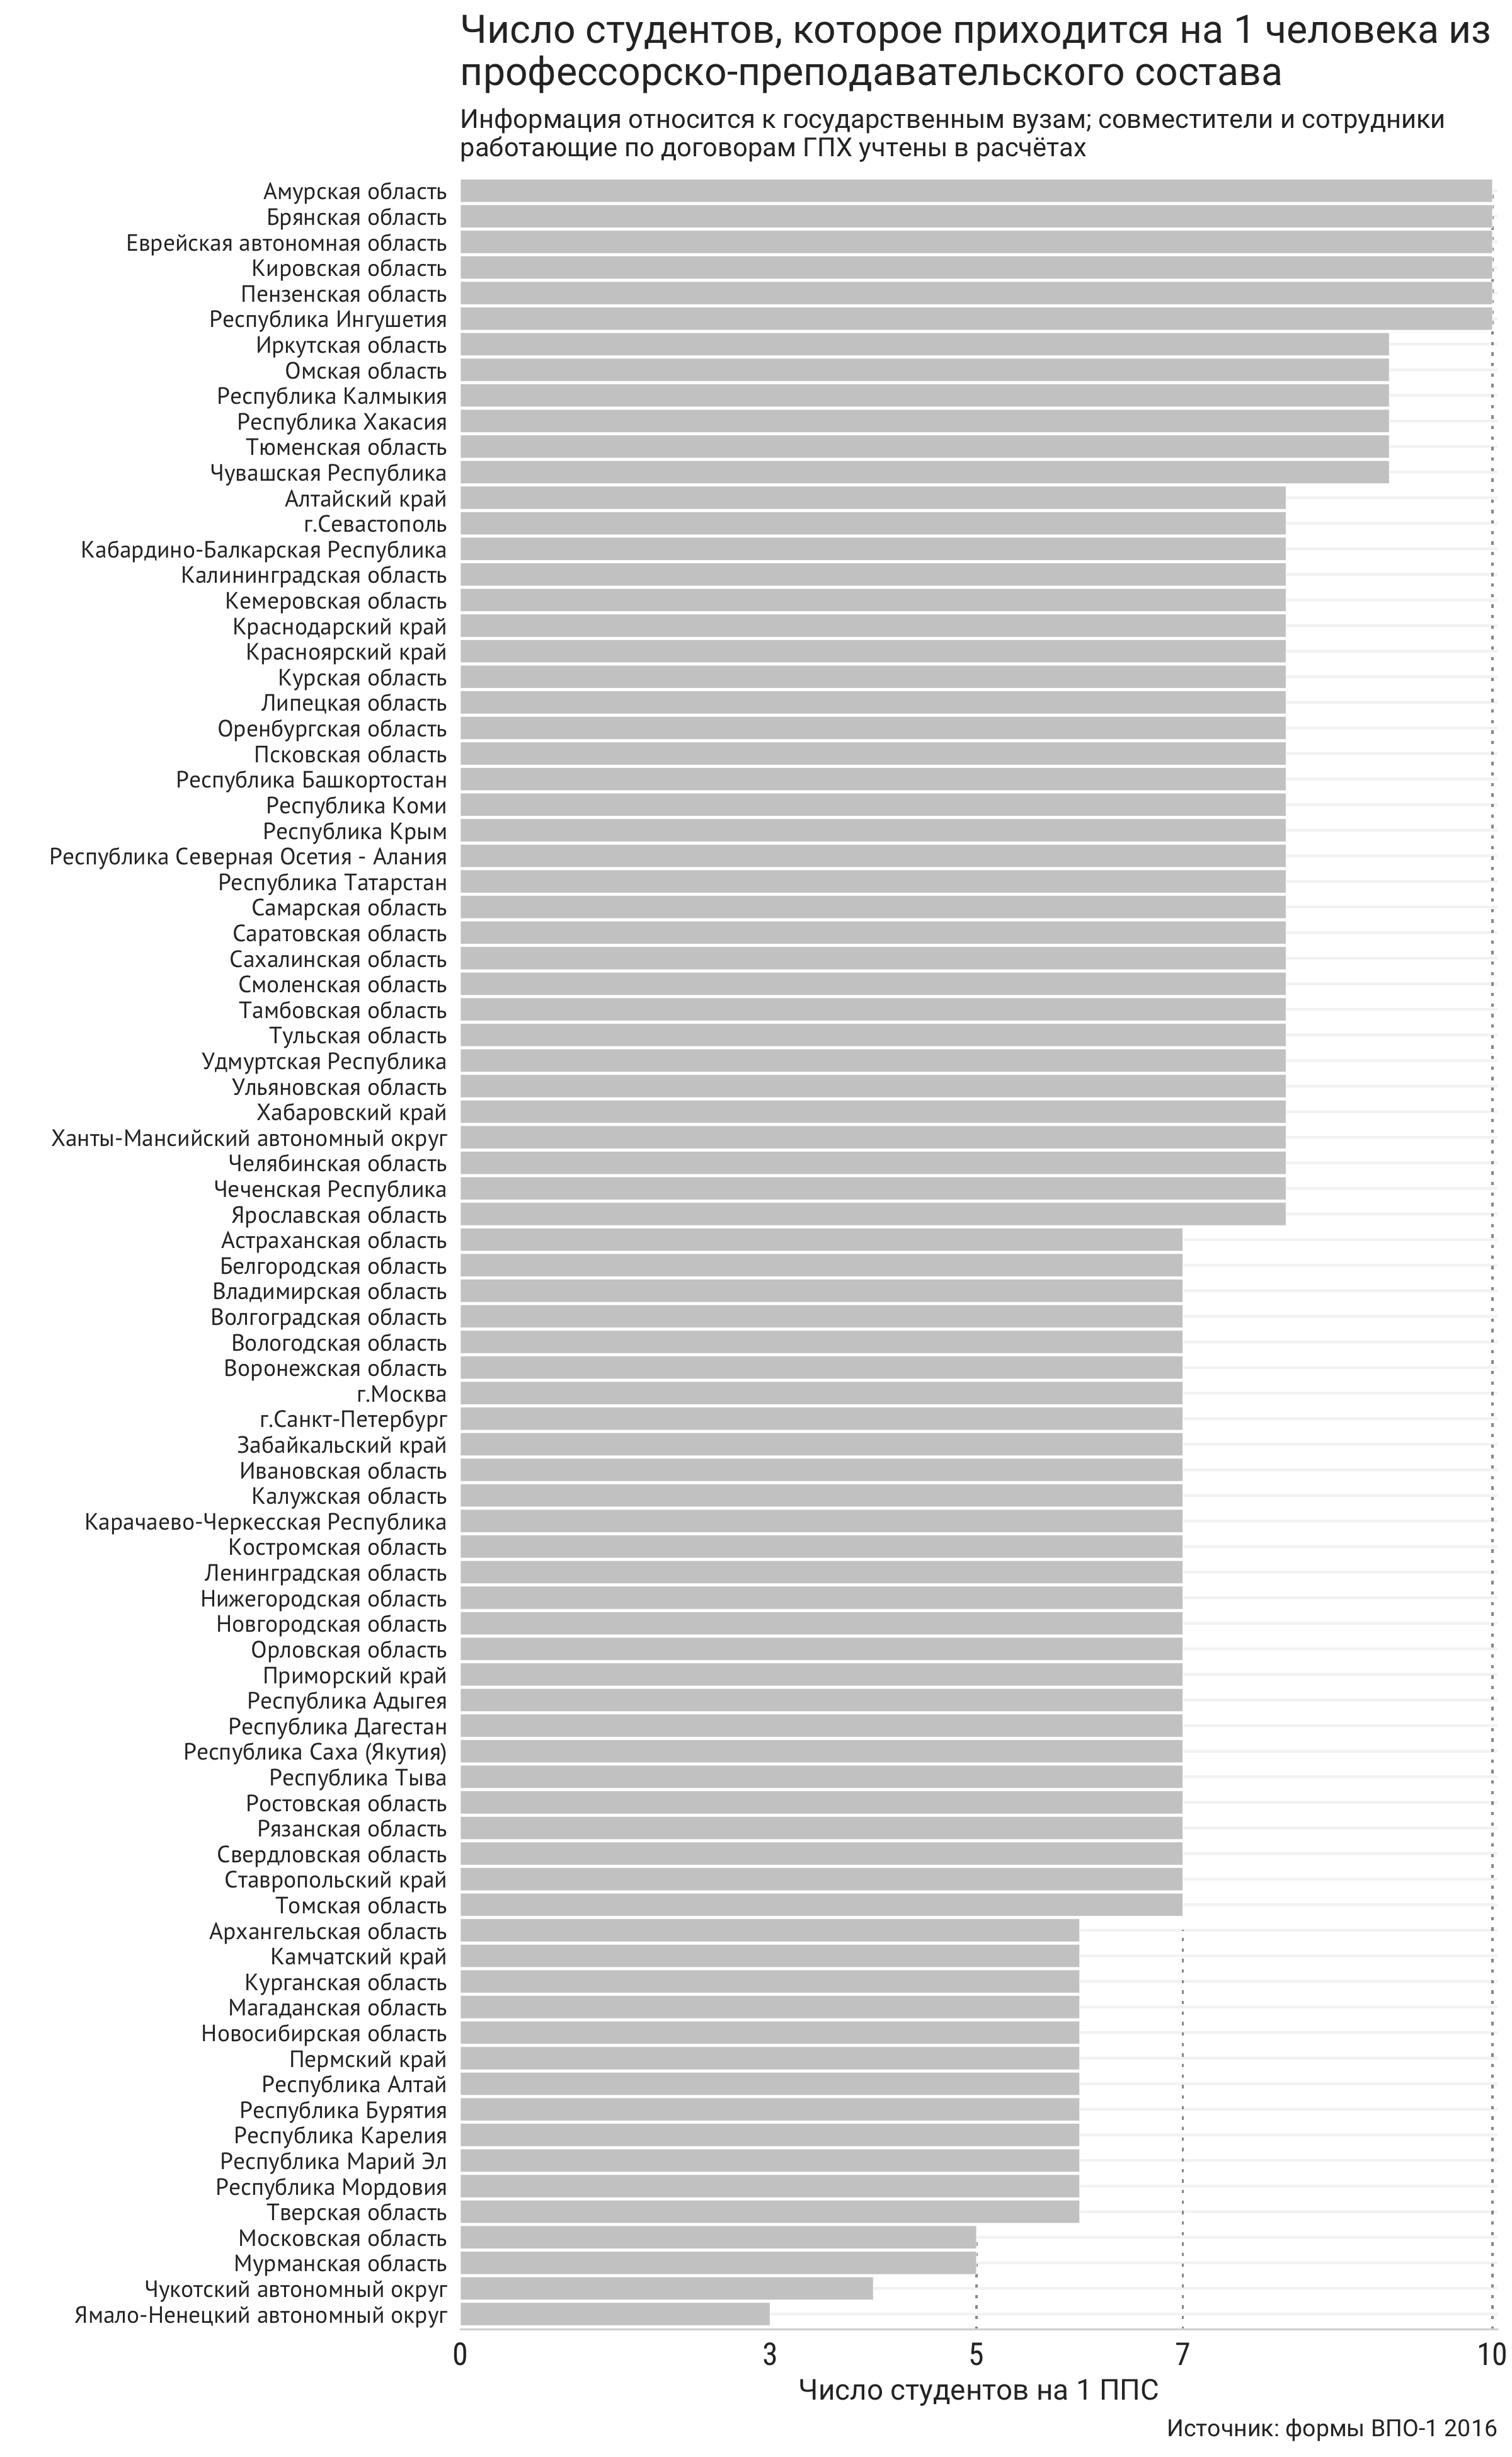 Число студентов, которое приходится на 1 человека из
профессорско-преподавательского состава
Информация относится к государственным вузам; совместители и сотрудники
работающие по договорам ГПХ учтены в расчётах
Амурская область
Брянская область
Еврейская автономная область
Кировская область
Пензенская область
Республика Ингушетия
Иркутская область
Омская область
Республика Калмыкия
Республика Хакасия
Тюменская область
Чувашская Республика
Алтайский край
г.Севастополь
Кабардино-Балкарская Республика
Калининградская область
Кемеровская область
Краснодарский край
Красноярский край
Курская область
Липецкая область
Оренбургская область
Псковская область
Республика Башкортостан
Республика Коми
Республика Крым
Республика Северная Осетия - Алания
Республика Татарстан
Самарская область
Саратовская область
Сахалинская область
Смоленская область
Тамбовская область
Тульская область
Удмуртская Республика
Ульяновская область
Хабаровский край
Ханты-Мансийский автономный округ
Челябинская область
Чеченская Республика
Ярославская область
Астраханская область
Белгородская область
Владимирская область
Волгоградская область
Вологодская область
Воронежская область
г.Москва
г.Санкт-Петербург
Забайкальский край
Ивановская область
Калужская область
Карачаево-Черкесская Республика
Костромская область
Ленинградская область
Нижегородская область
Новгородская область
Орловская область
Приморский край
Республика Адыгея
Республика Дагестан
Республика Саха (Якутия)
Республика Тыва
Ростовская область
Рязанская область
Свердловская область
Ставропольский край
Томская область
Архангельская область
Камчатский край
Курганская область
Магаданская область
Новосибирская область
Пермский край
Республика Алтай
Республика Бурятия
Республика Карелия
Республика Марий Эл
Республика Мордовия
Тверская область
Московская область
Мурманская область
Чукотский автономный округ
Ямало-Ненецкий автономный округ
0 3 5 7 10
Число студентов на 1 ППС
Источник: формы ВПО-1 2016